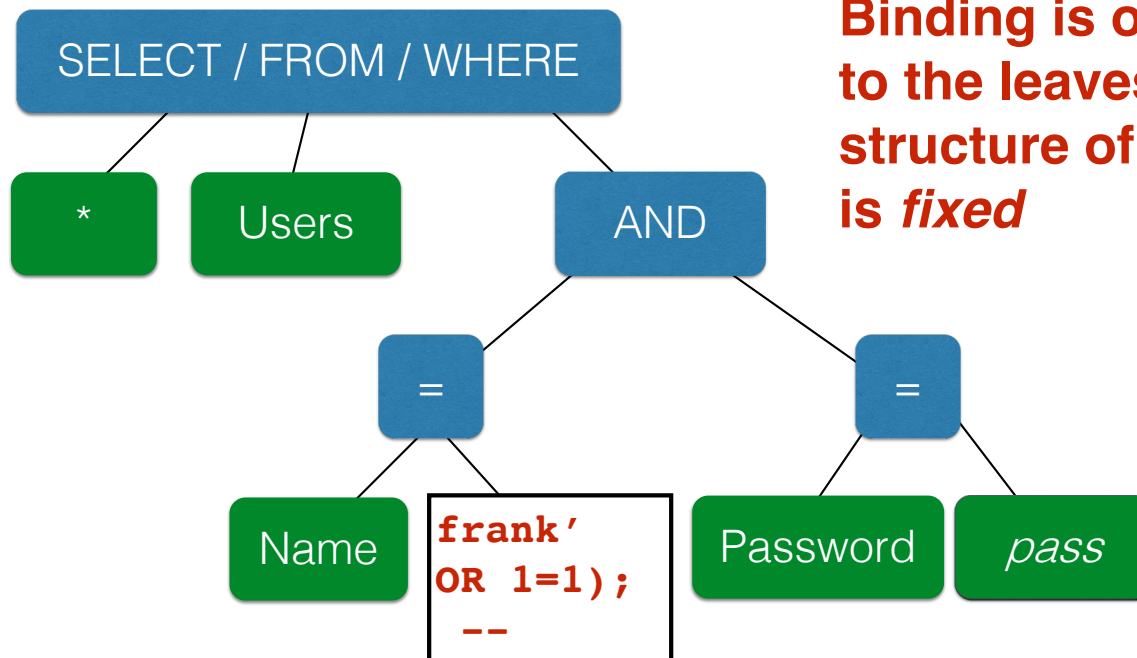 SELECT / FROM / WHERE
Binding is
to the
structure of
is fixed
*
Users
AND
=
=
Name
frank’
OR 1=1);
--
Password
pass